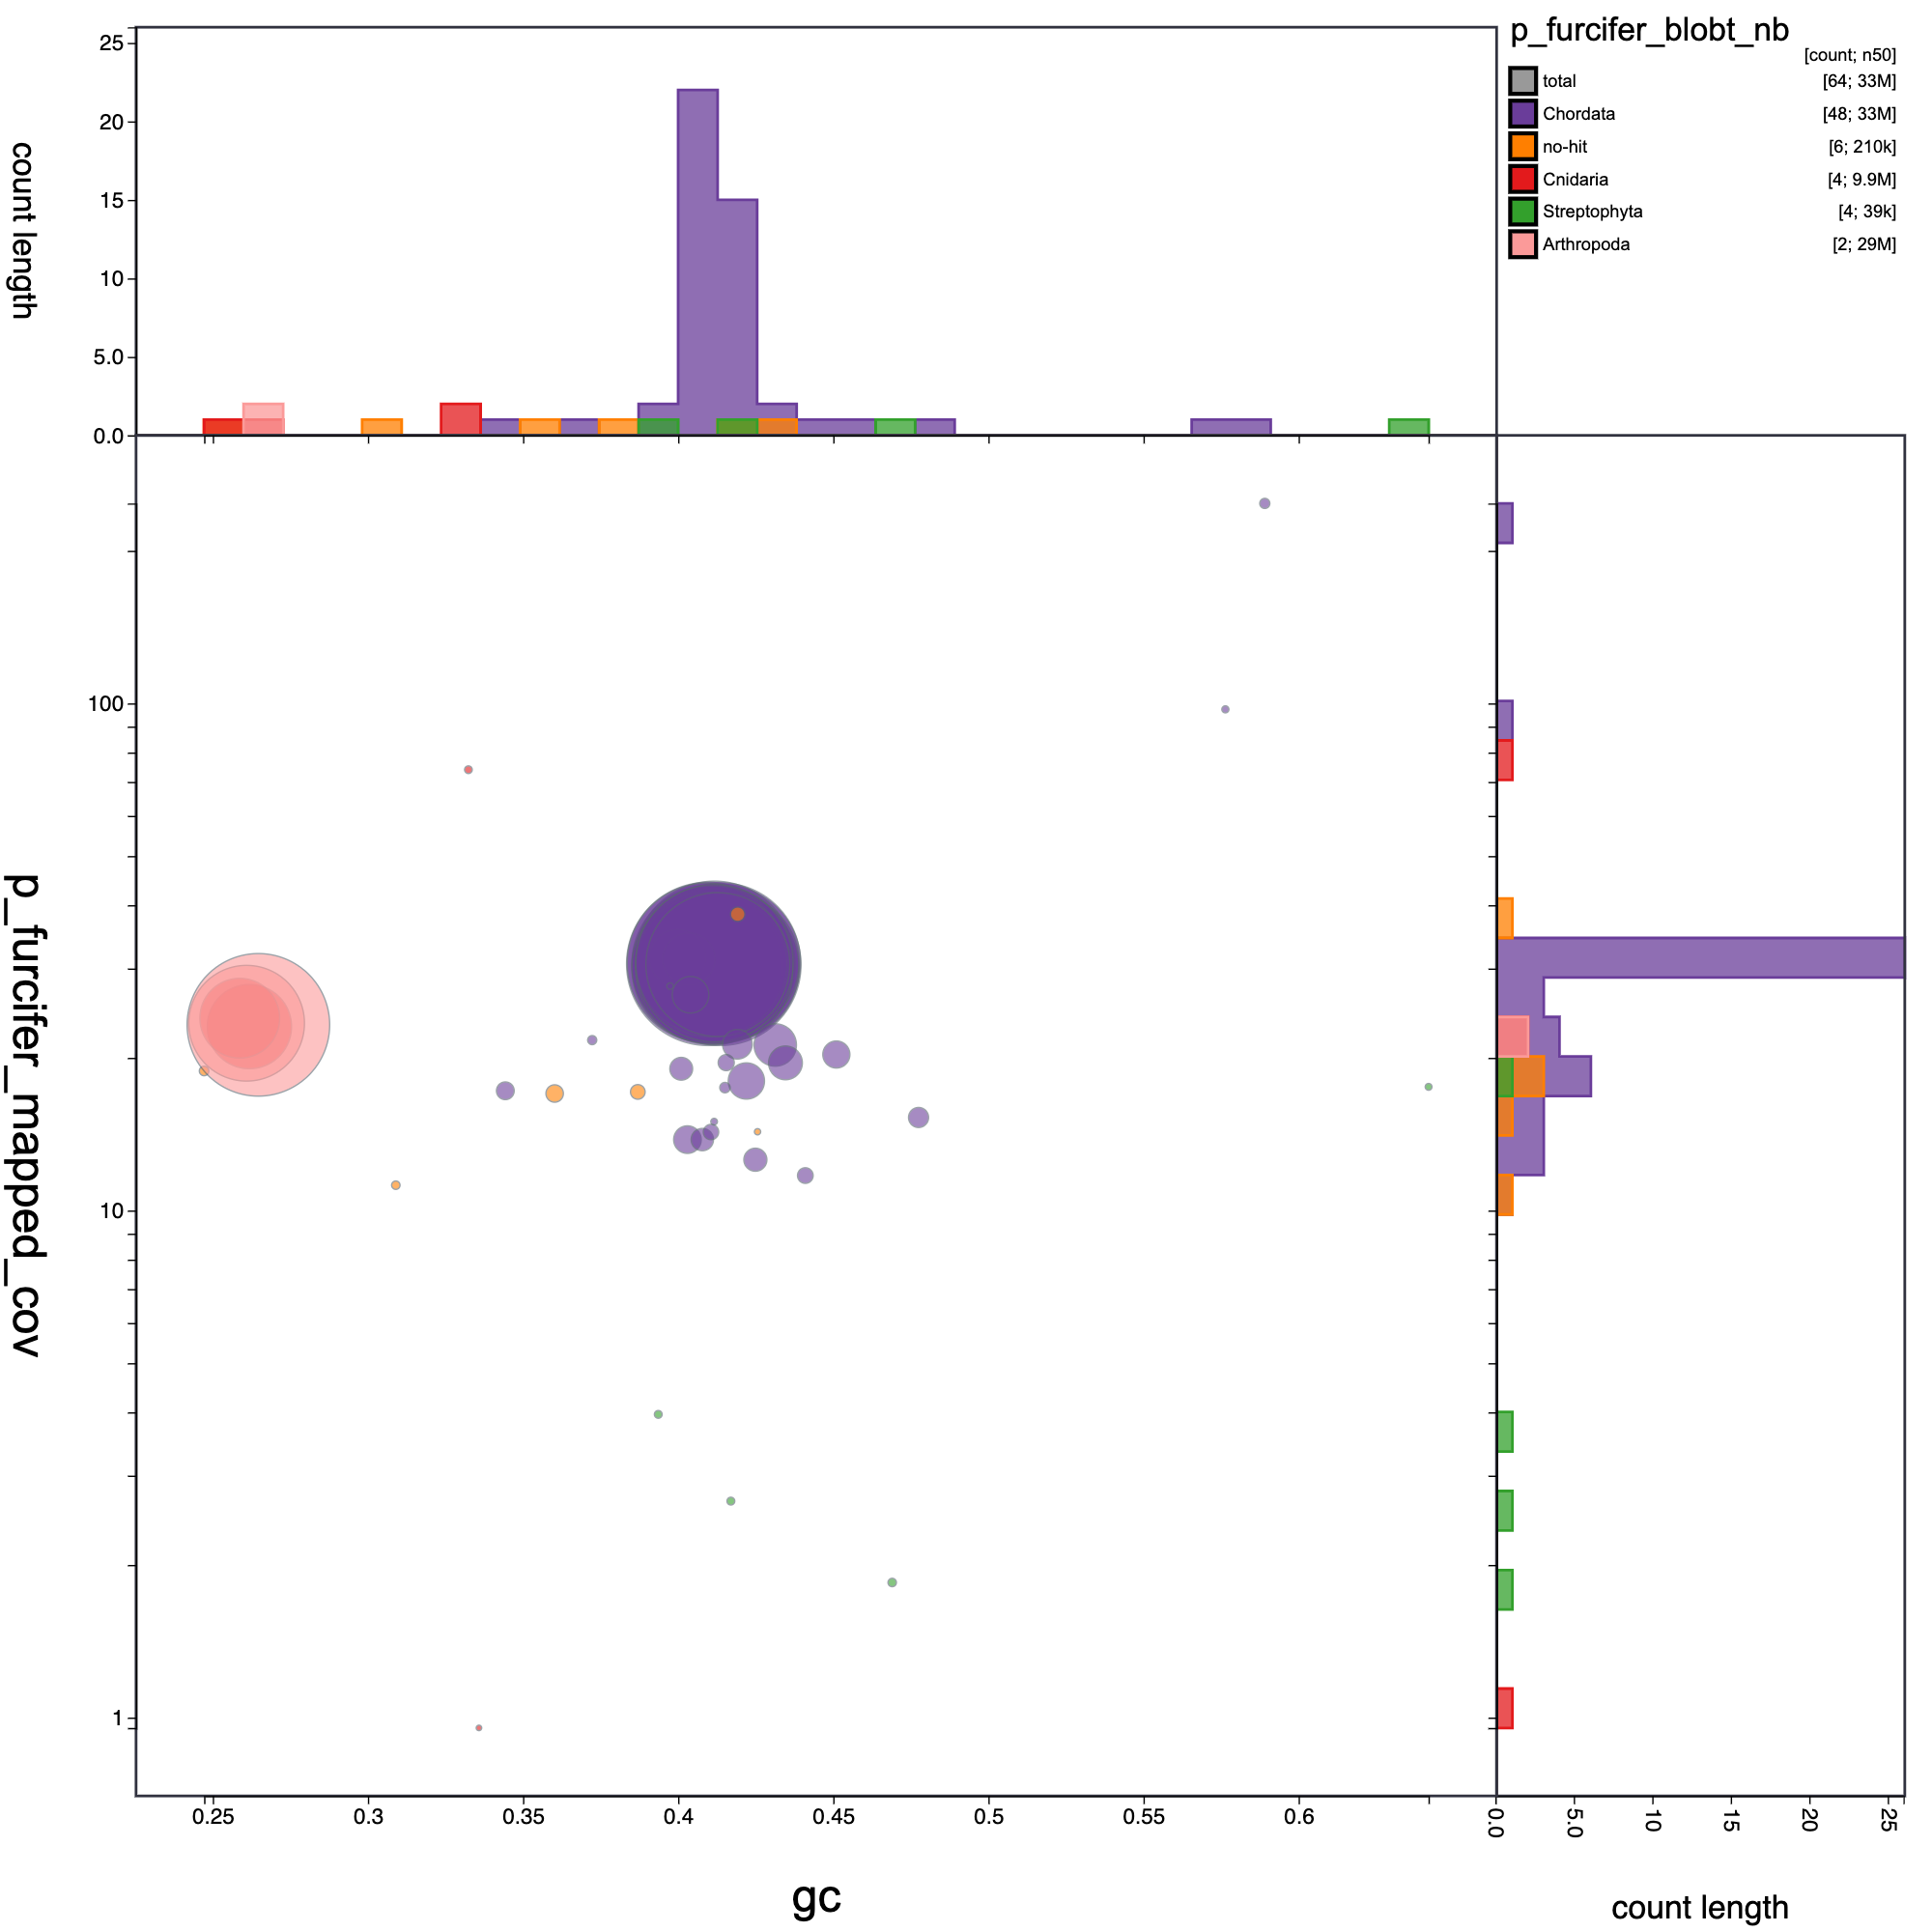 p_furcifer_blobt_nb
[count; n50]
total [64; 33M]
Chordata [48; 33M]
no-hit [6; 210k]
Cnidaria [4; 9.9M]
Streptophyta [4; 39k]
Arthropoda [2; 29M]
count length
25
20
15
10
5.0
0.0
p_furcifer_mapped_cov
100
10
1
0.25 0.3 0.35 0.4 0.45 0.5 0.55 0.6
gc
0.0 5.0 10 15 20 25
count length